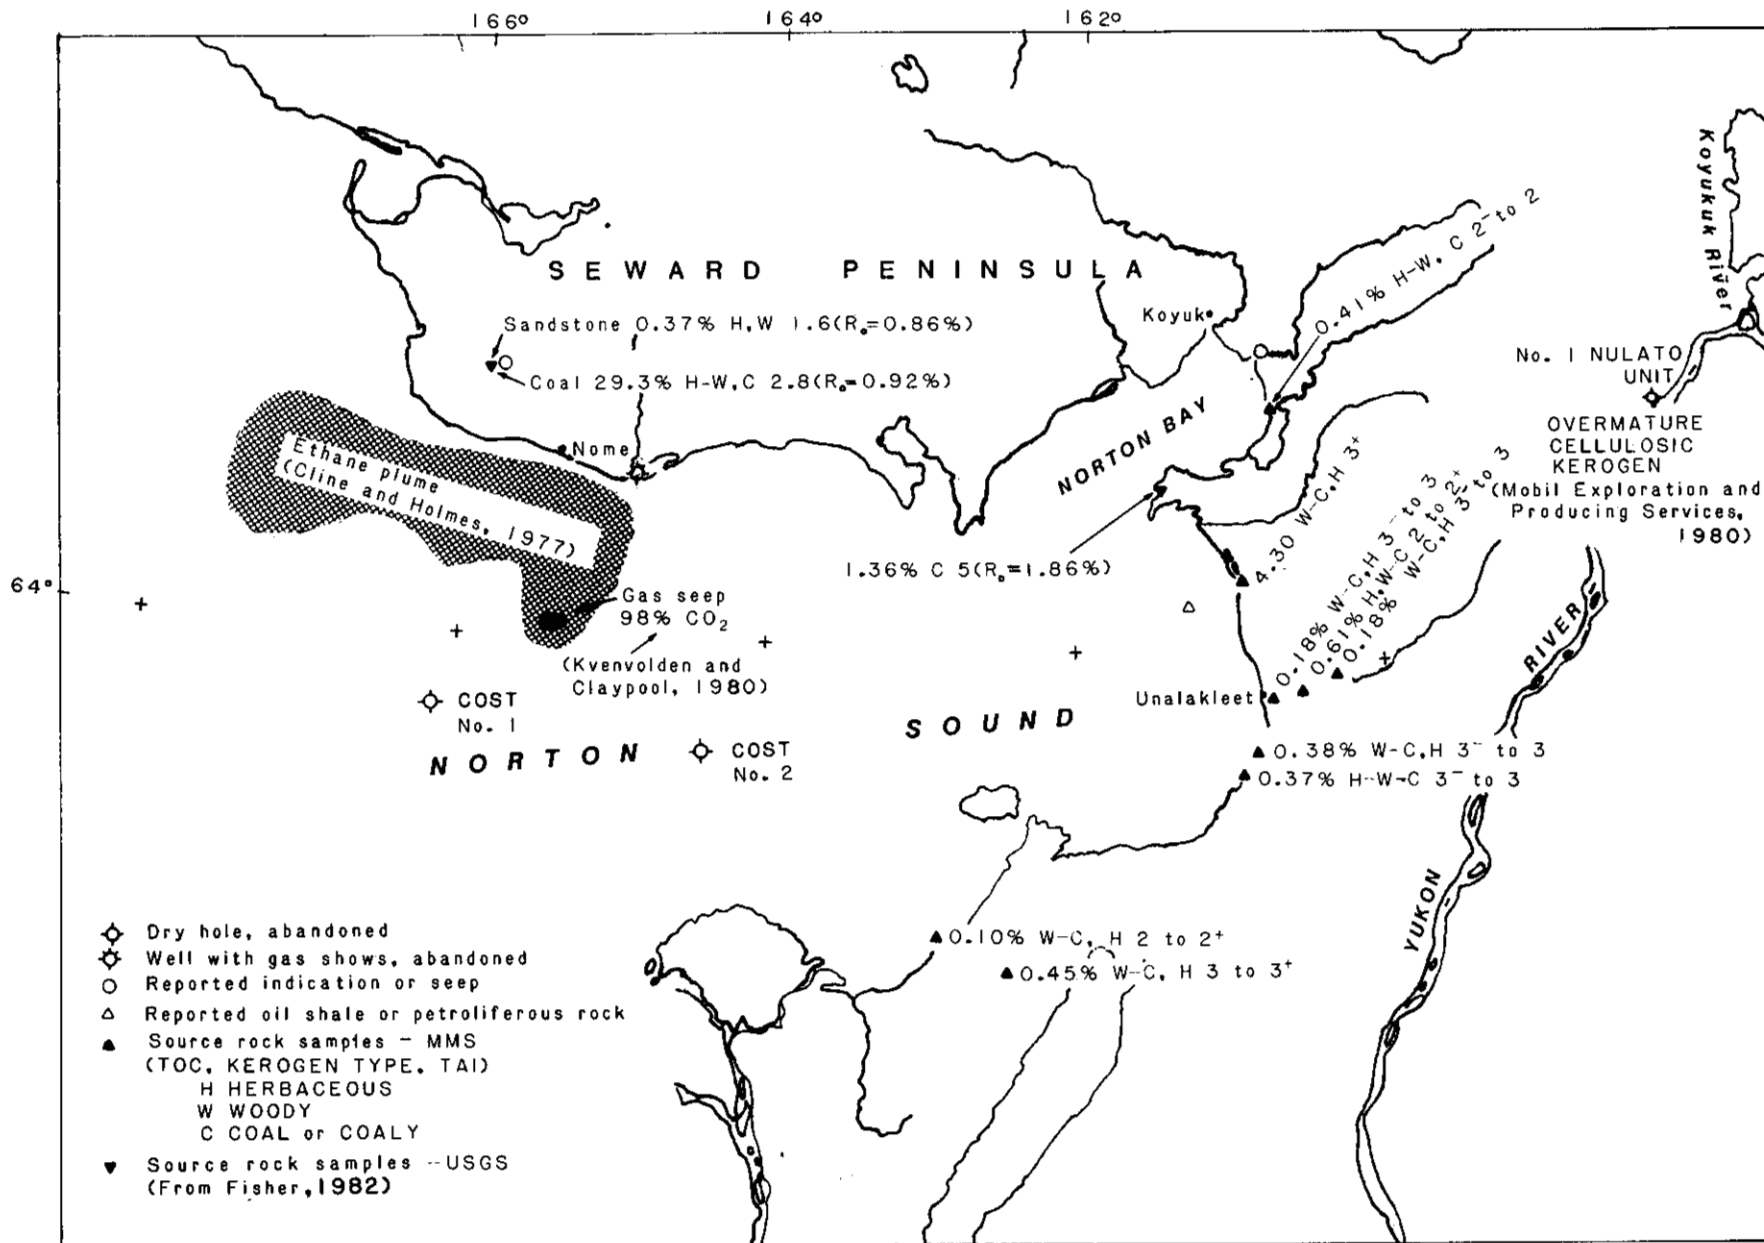 166° 164° 162°
Koyukuk River
SEWARD PENINSULA
0.41% H-W, C 2⁻ to 2
Koyuk
Sandstone 0.37% H,W 1.6(Rₒ=0.86%)
Coal 29.3% H-W,C 2.8(Rₒ=0.92%)
No. 1 NULATO
UNIT
OVERMATURE
CELLULOSIC
KEROGEN
(Mobil Exploration and
Producing Services,
1980)
NORTON BAY
Nome
Ethane plume
(Cline and Holmes, 1977)
4.30 W-C,H 3⁺
1.36% C 5(Rₒ=1.86%)
64°
0.18% W-C,H 3⁻ to 3
0.61% H,W-C 2 to 2⁺
0.18% W-C,H 3⁻ to 3
Gas seep
98% CO₂
(Kvenvolden and
Claypool, 1980)
RIVER
Unalakleet
COST
No. 1
NORTON SOUND
COST
No. 2
0.38% W-C,H 3⁻ to 3
0.37% H-W-C 3⁻ to 3
YUKON
0.10% W-C, H 2 to 2⁺
0.45% W-C, H 3 to 3⁺
Dry hole, abandoned
Well with gas shows, abandoned
Reported indication or seep
Reported oil shale or petroliferous rock
Source rock samples - MMS
(TOC, KEROGEN TYPE, TAI)
H HERBACEOUS
W WOODY
C COAL or COALY
Source rock samples --USGS
(From Fisher, 1982)